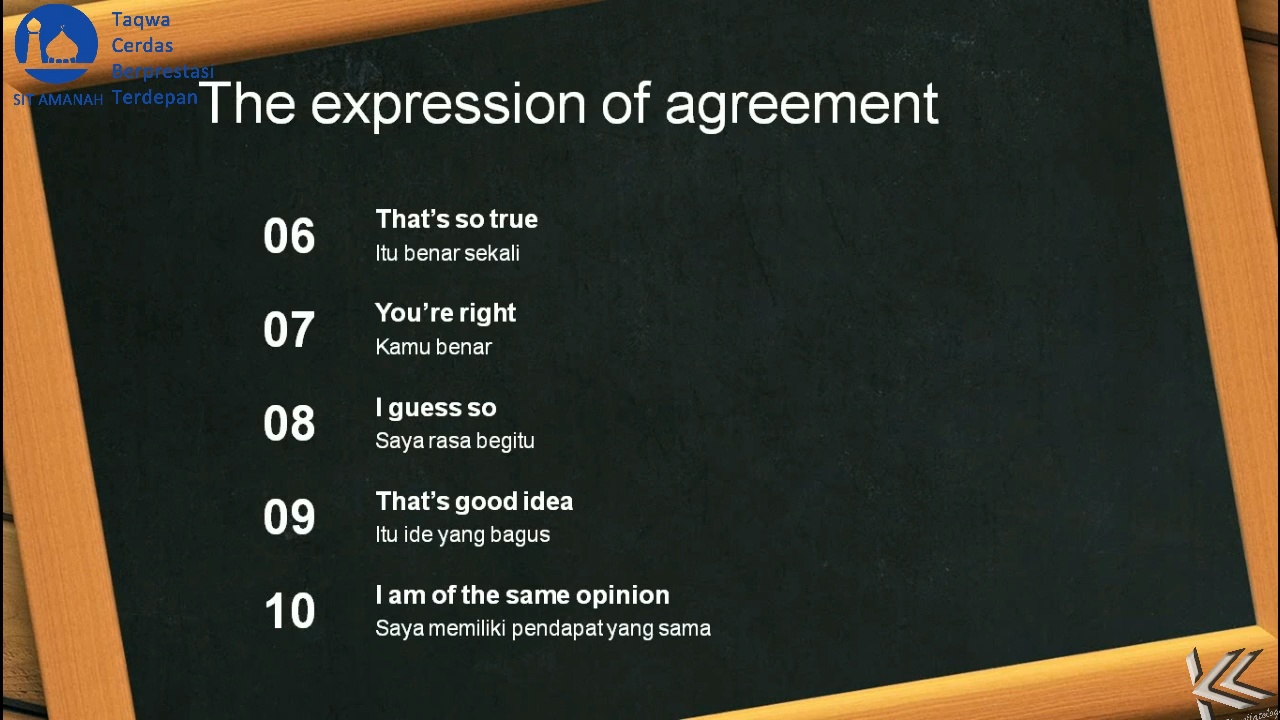 Taqwa
Cerdas
Berprestasi
SIT AMANAH Terdepan
The expression of agreement
06 That's so true
Itu benar sekali
07 You're right
Kamu benar
08 I guess so
Saya rasa begitu
09 That's good idea
Itu ide yang bagus
10 I am of the same opinion
Saya memiliki pendapat yang sama